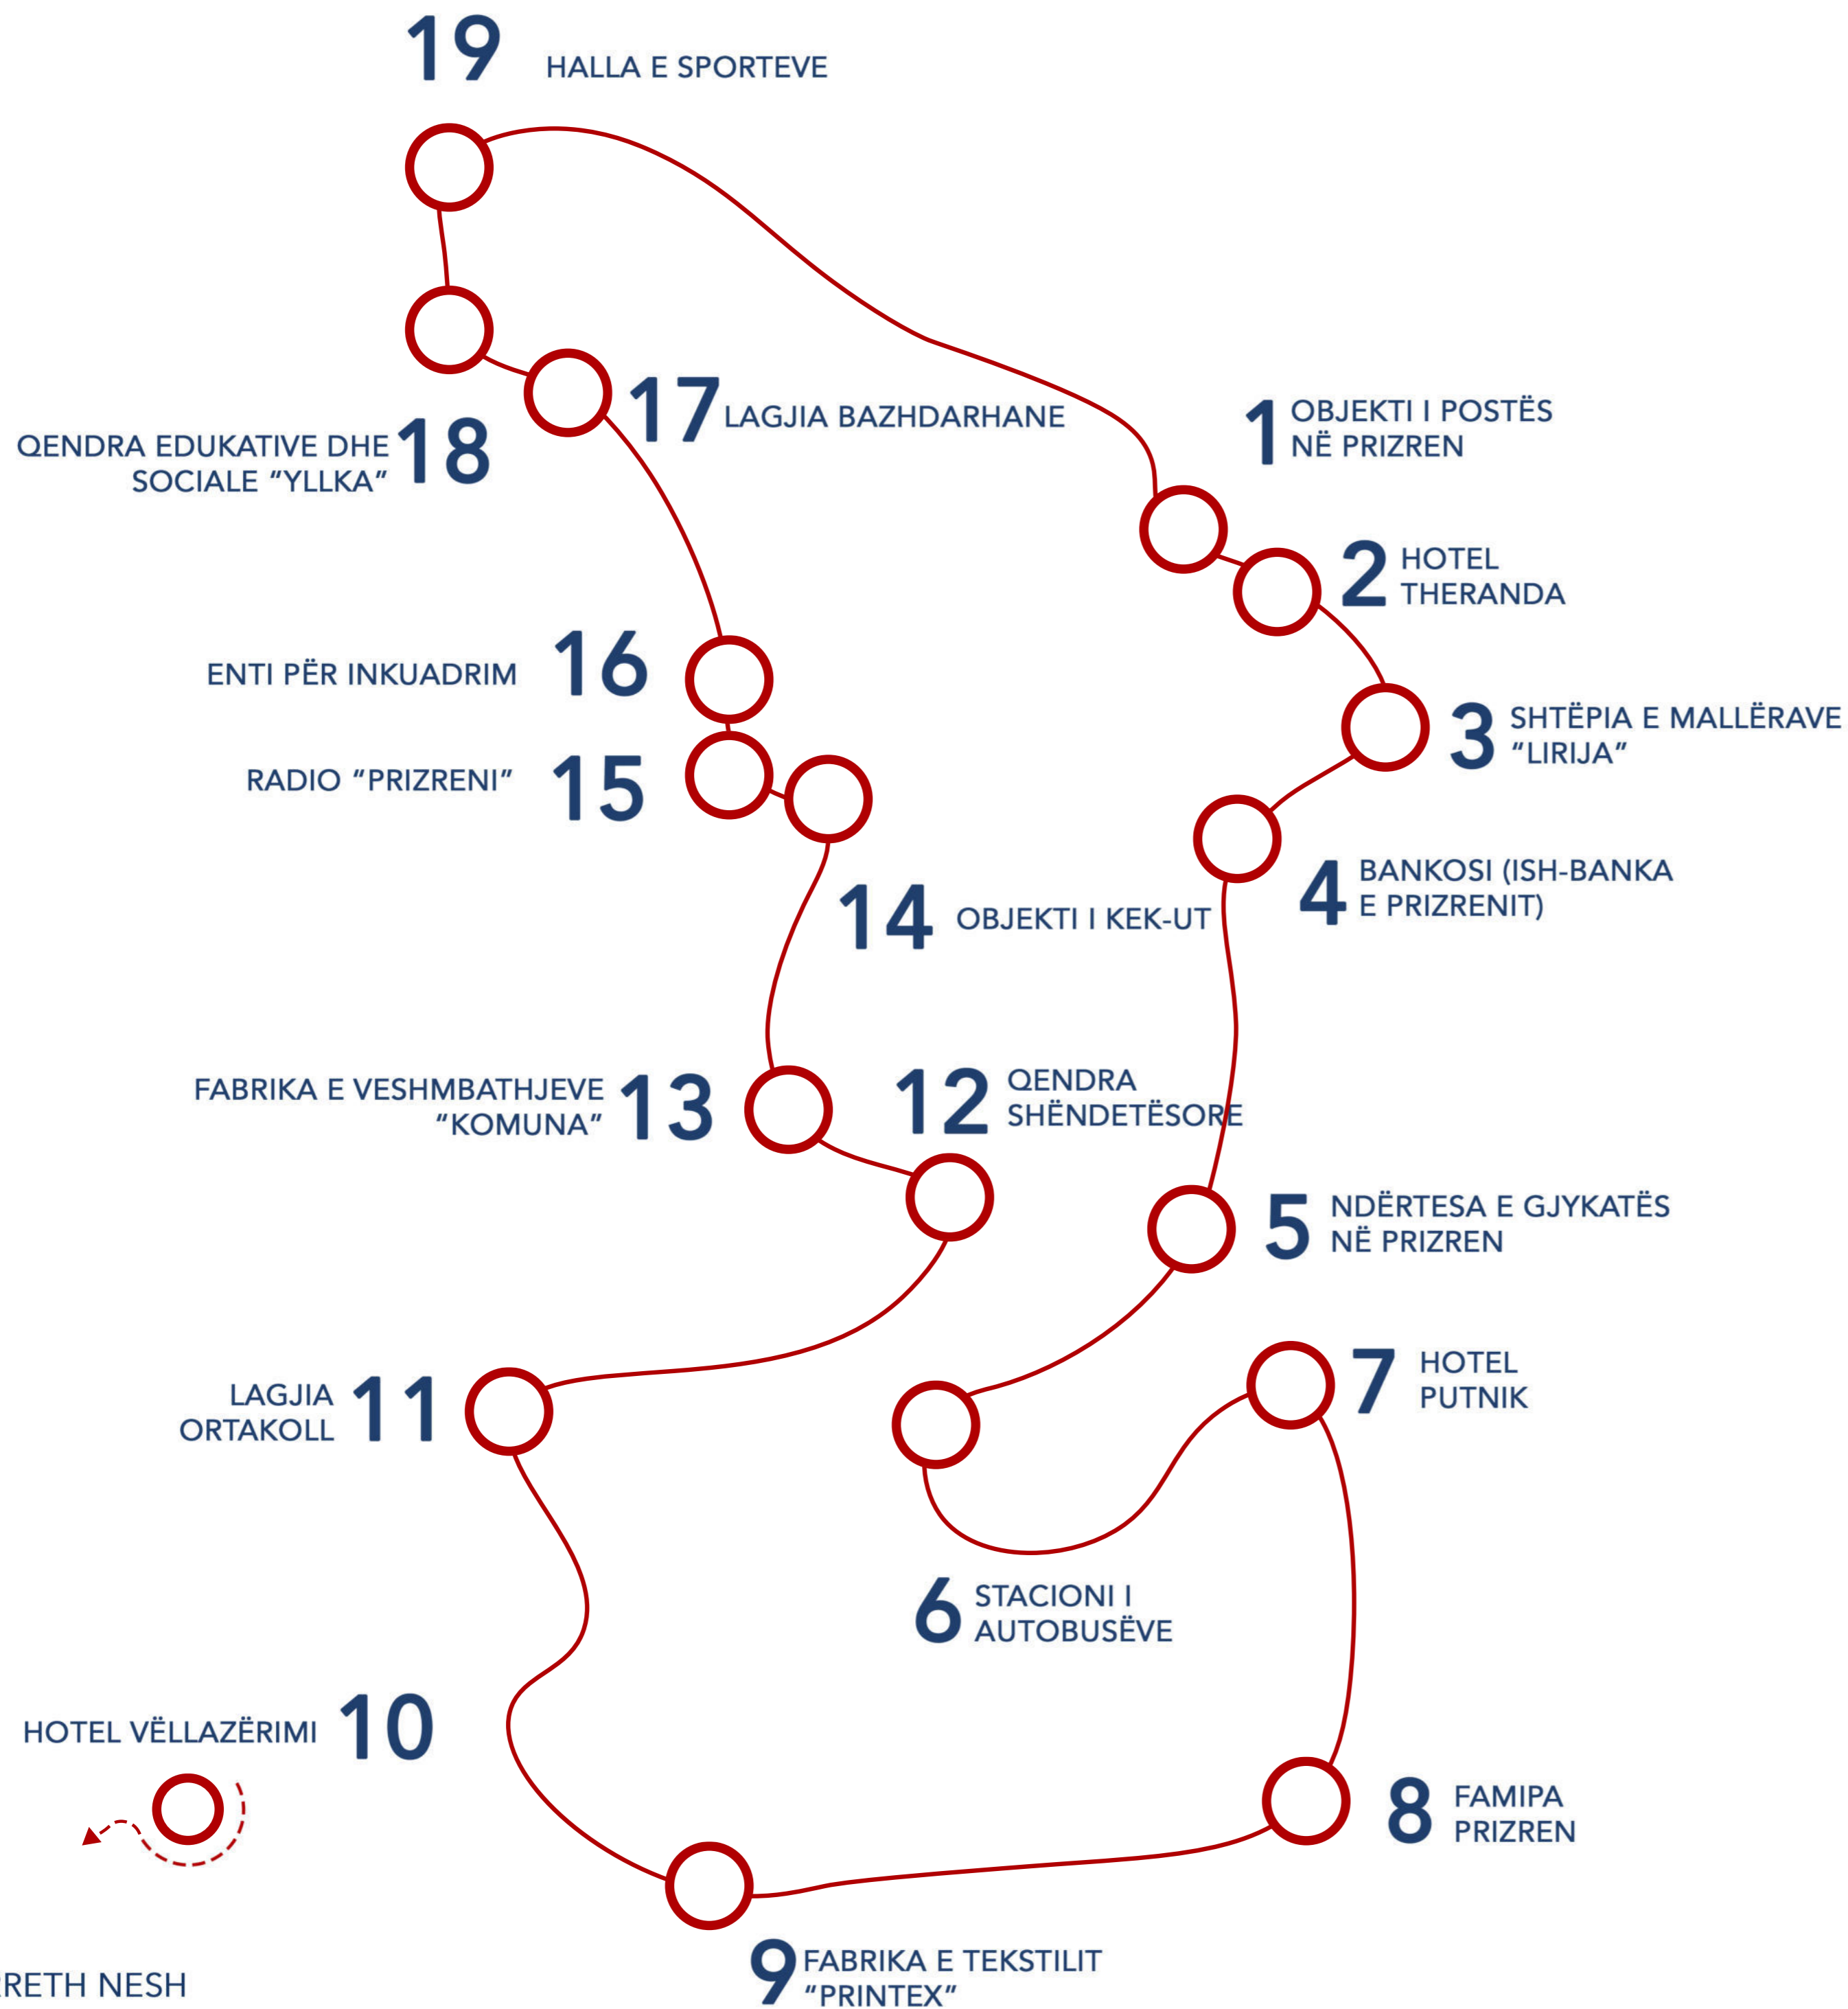 19 HALLA E SPORTEVE
17 LAGJIA BAZHDARHANE
1 OBJEKTI I POSTËS
NË PRIZREN
QENDRA EDUKATIVE DHE 18
SOCIALE “YLLKA”
2 HOTEL
THERANDA
ENTI PËR INKUADRIM 16
3 SHTËPIA E MALLËRAVE
“LIRIJA”
RADIO “PRIZRENI” 15
4 BANKOSI (ISH-BANKA
E PRIZRENIT)
14 OBJEKTI I KEK-UT
FABRIKA E VESHMBATHJEVE 13
“KOMUNA”
12 QENDRA
SHËNDETËSORE
5 NDËRTESA E GJYKATËS
NË PRIZREN
7 HOTEL
PUTNIK
LAGJIA 11
ORTAKOLL
6 STACIONI I
AUTOBUSËVE
HOTEL VËLLAZËRIMI 10
8 FAMIPA
PRIZREN
9 FABRIKA E TEKSTILIT
“PRINTEX”
RRETH NESH